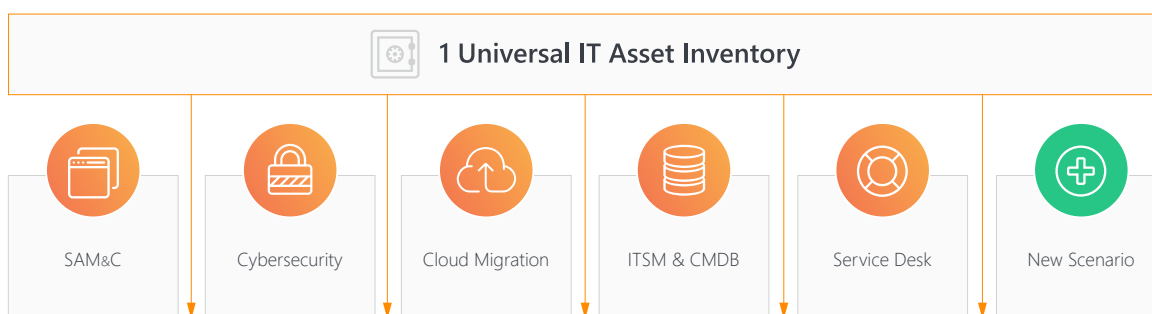 1 Universal IT Asset Inventory
SAM&C
Cybersecurity
Cloud Migration
ITSM & CMDB
Service Desk
New Scenario